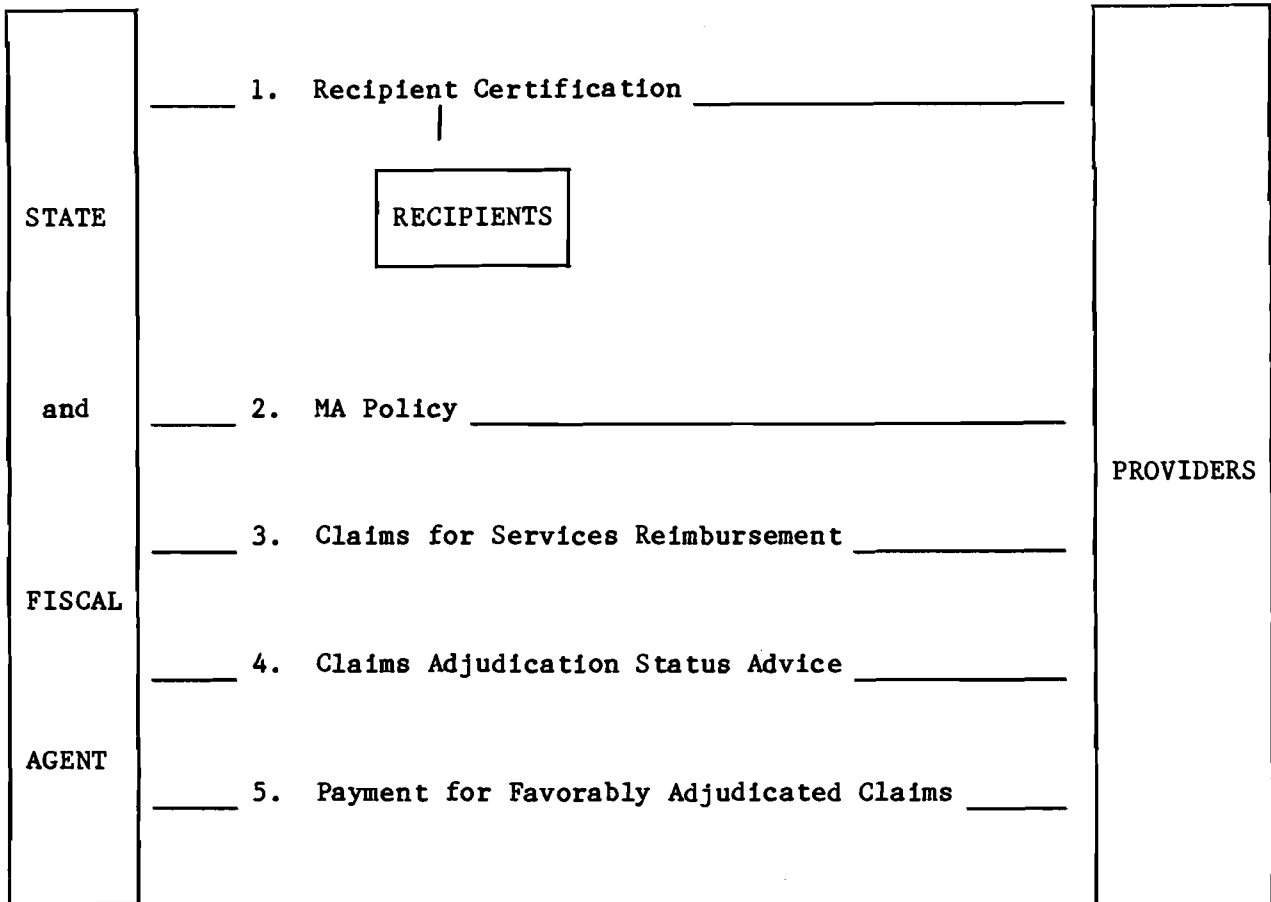 1. Recipient Certification
STATE
RECIPIENTS
and
2. MA Policy
PROVIDERS
3. Claims for Services Reimbursement
FISCAL
4. Claims Adjudication Status Advice
AGENT
5. Payment for Favorably Adjudicated Claims